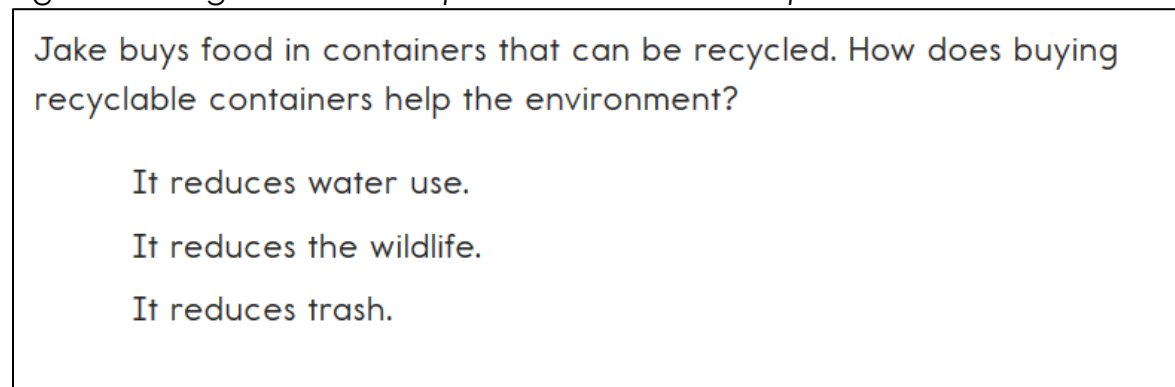 Jake buys food in containers that can be recycled. How does buying
recyclable containers help the environment?
It reduces water use.
It reduces the wildlife.
It reduces trash.